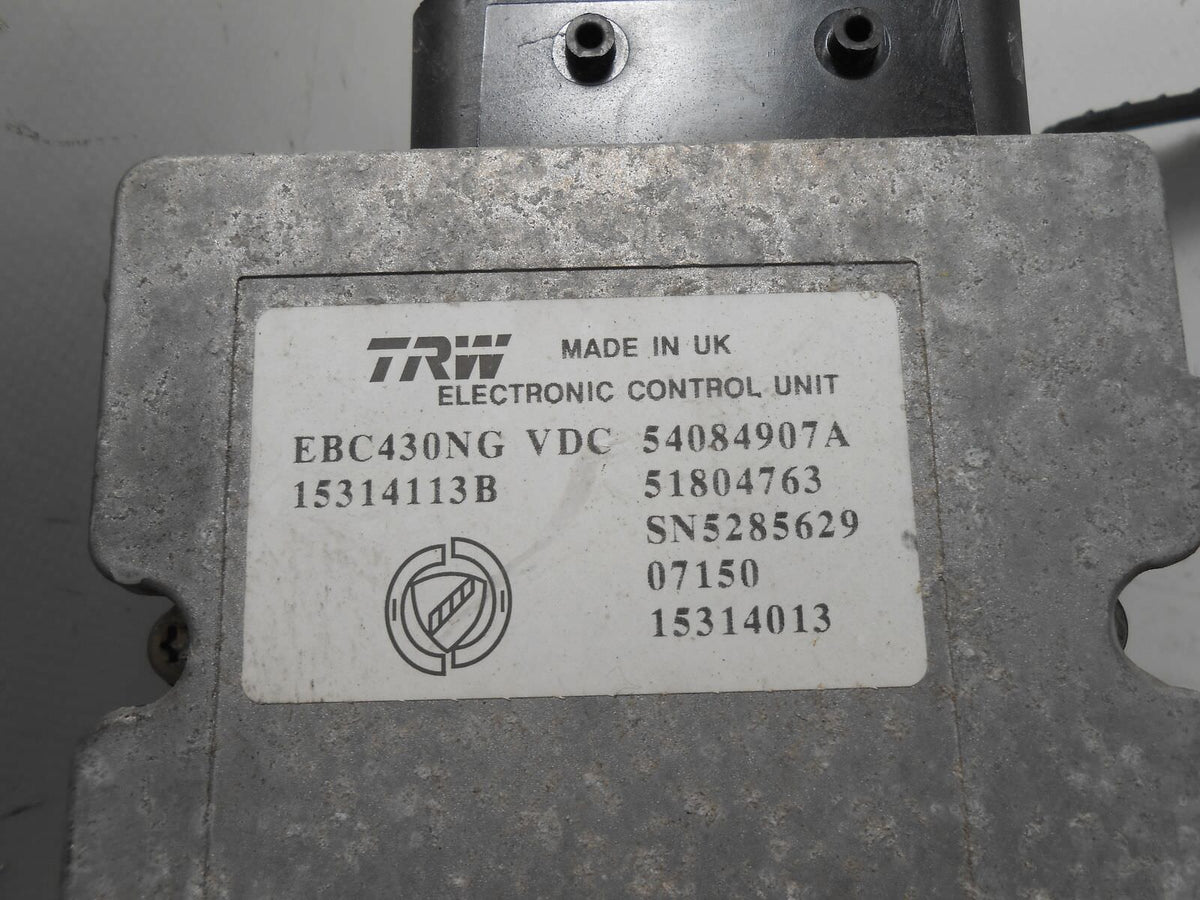 TRW MADE IN UK
ELECTRONIC CONTROL UNIT
EBC430NG VDC 54084907A
15314113B 51804763
SN5285629
07150
15314013